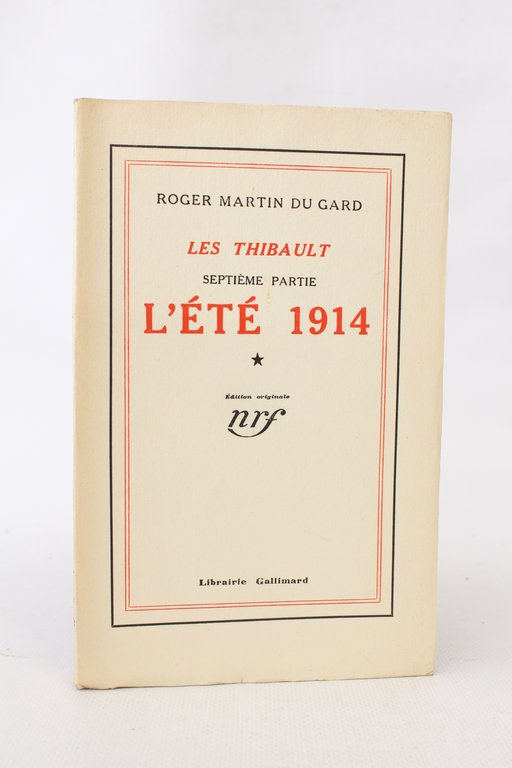 ROGER MARTIN DU GARD
LES THIBAULT
SEPTIÈME PARTIE
L'ÉTÉ 1914
★
Édition originale
nrf
Librairie Gallimard